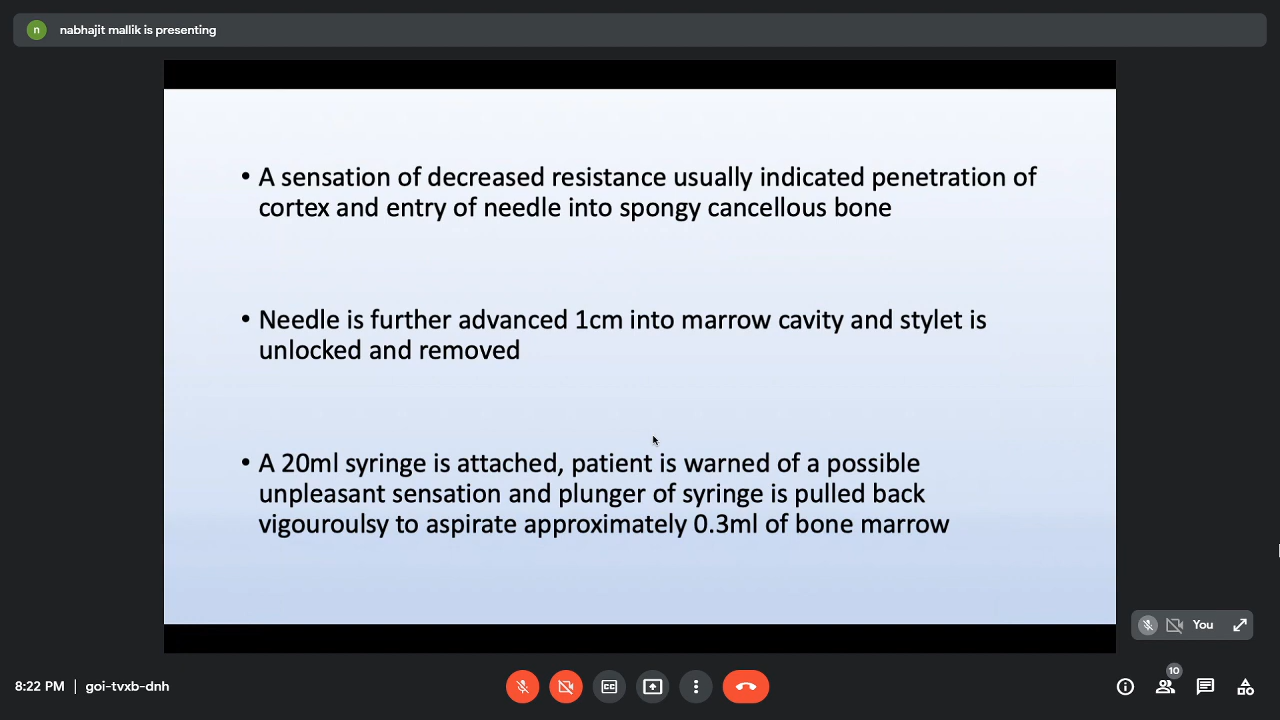 n nabhajit mallik is presenting
• A sensation of decreased resistance usually indicated penetration of
cortex and entry of needle into spongy cancellous bone
• Needle is further advanced 1cm into marrow cavity and stylet is
unlocked and removed
• A 20ml syringe is attached, patient is warned of a possible
unpleasant sensation and plunger of syringe is pulled back
vigouroulsy to aspirate approximately 0.3ml of bone marrow
You
8:22 PM | goi-tvxb-dnh
CC
10